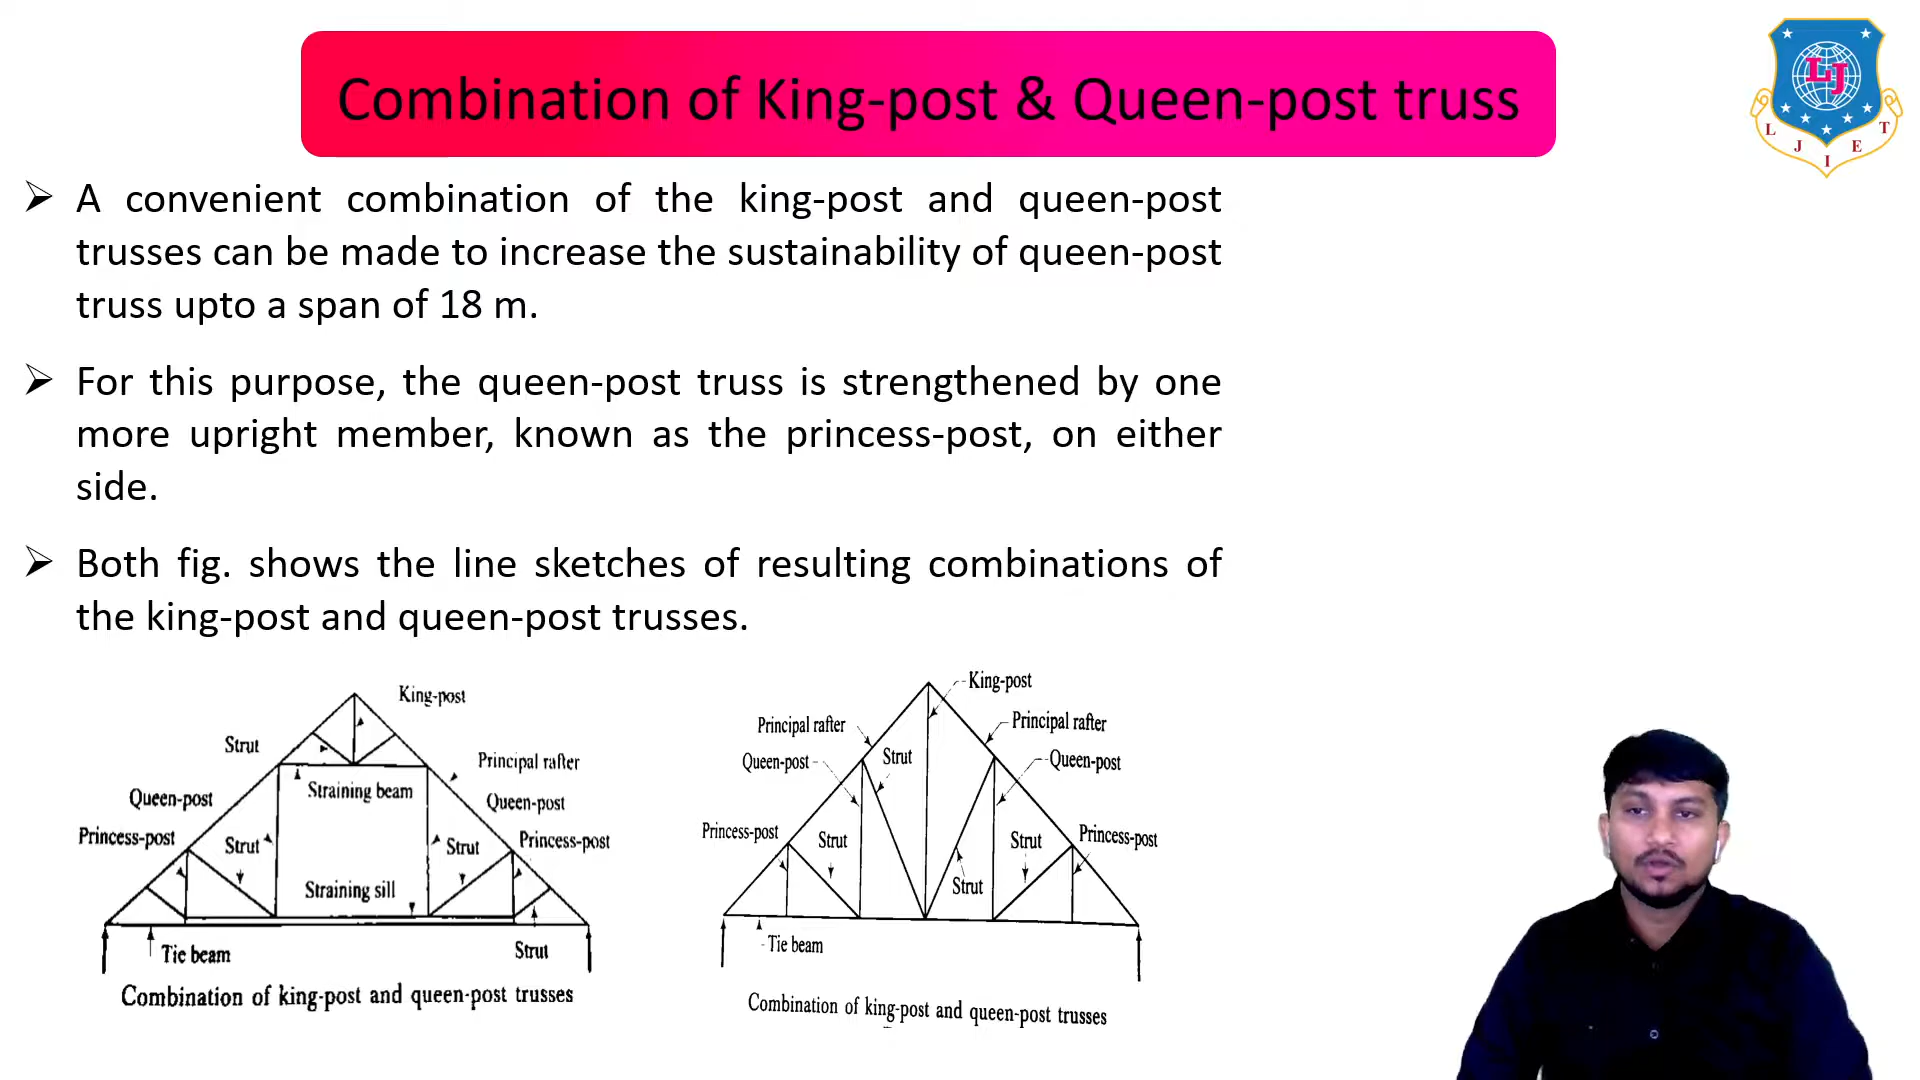 Combination of King-post & Queen-post truss
L J
L J I E T
A convenient combination of the king-post and queen-post
trusses can be made to increase the sustainability of queen-post
truss upto a span of 18 m.
For this purpose, the queen-post truss is strengthened by one
more upright member, known as the princess-post, on either
side.
Both fig. shows the line sketches of resulting combinations of
the king-post and queen-post trusses.
King-post
Strut
Principal rafter
Straining beam
Queen-post
Queen-post
Princess-post
Strut
Strut
Princess-post
Straining sill
Tie beam
Strut
Combination of king-post and queen-post trusses
King-post
Principal rafter
Principal rafter
Queen-post
Strut
Queen-post
Princess-post
Strut
Strut
Princess-post
Strut
Tie beam
Combination of king-post and queen-post trusses